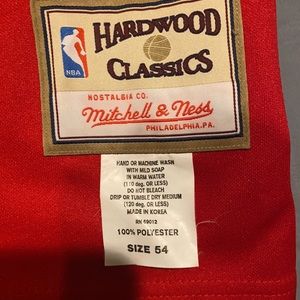 HARDWOOD
NBA
CLASSICS
NOSTALGIA CO.
Mitchell & Ness
PHILADELPHIA, PA.
HAND OR MACHINE WASH
WITH MILD SOAP
IN WARM WATER
(110 deg. OR LESS)
DO NOT BLEACH
DRIP OR TUMBLE DRY MEDIUM
(120 deg. OR LESS)
MADE IN KOREA
RN 69012
100% POLYESTER
SIZE 54